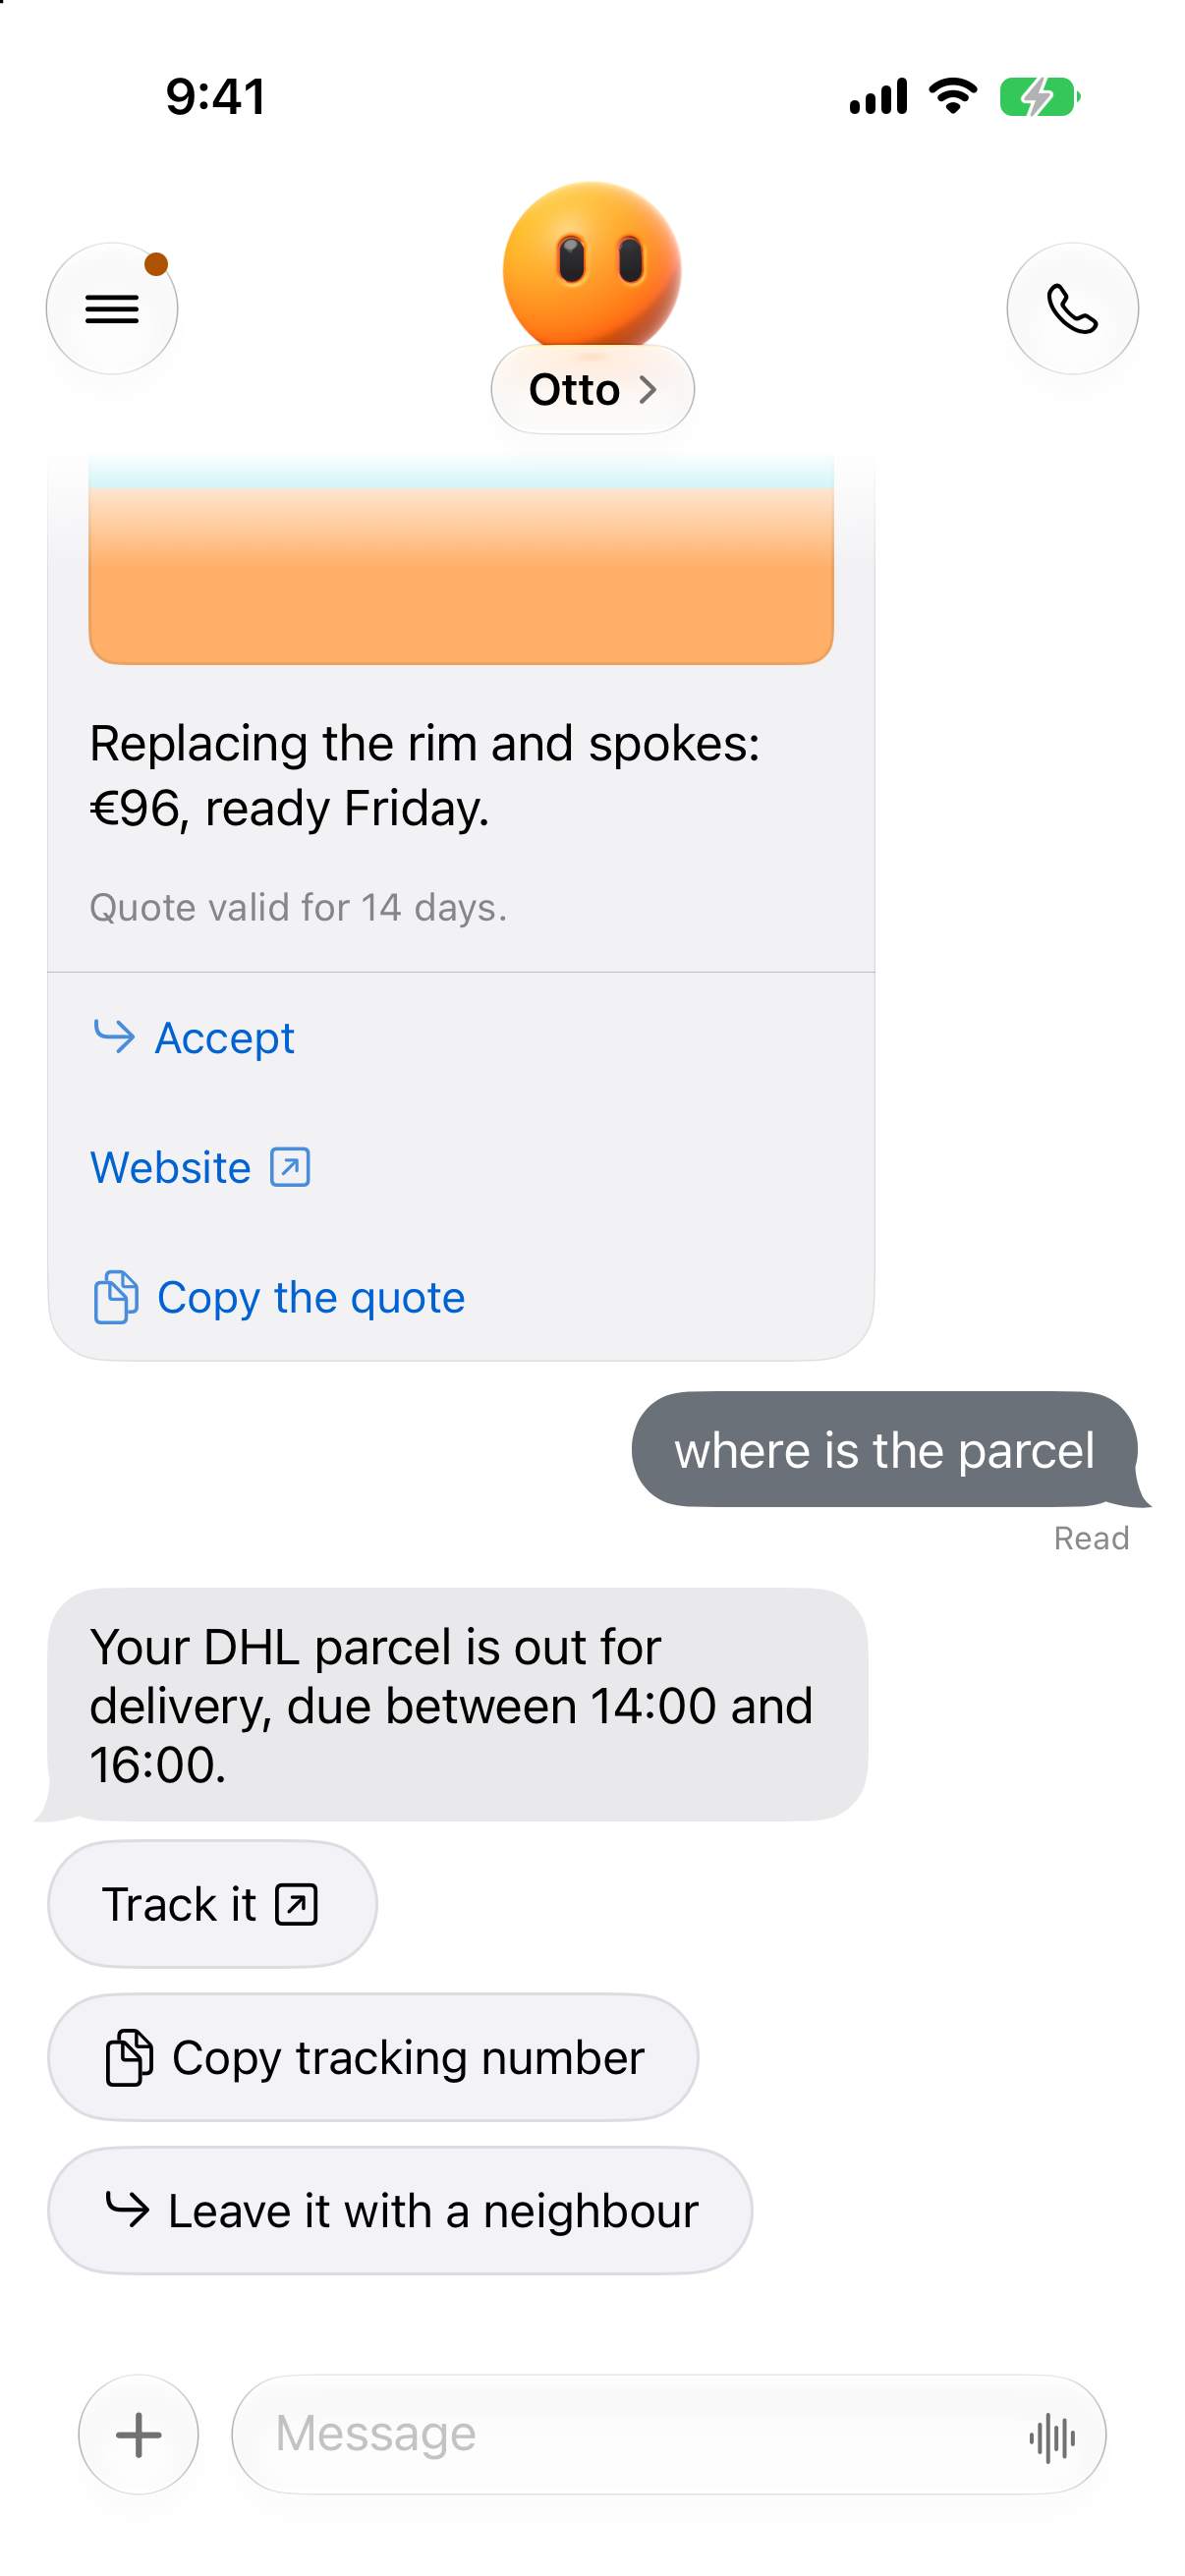 9:41
Otto
Replacing the rim and spokes:
€96, ready Friday.
Quote valid for 14 days.
Accept
Website
Copy the quote
where is the parcel
Read
Your DHL parcel is out for
delivery, due between 14:00 and
16:00.
Track it
Copy tracking number
Leave it with a neighbour
Message